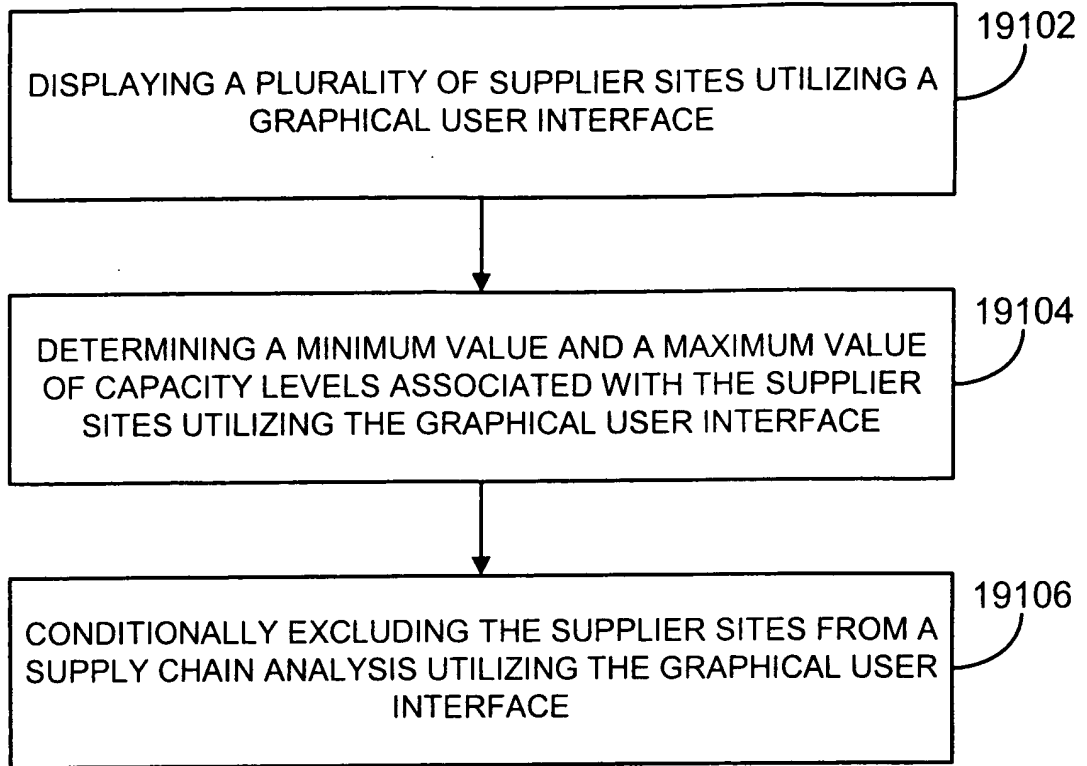 19102
DISPLAYING A PLURALITY OF SUPPLIER SITES UTILIZING A
GRAPHICAL USER INTERFACE
19104
DETERMINING A MINIMUM VALUE AND A MAXIMUM VALUE
OF CAPACITY LEVELS ASSOCIATED WITH THE SUPPLIER
SITES UTILIZING THE GRAPHICAL USER INTERFACE
19106
CONDITIONALLY EXCLUDING THE SUPPLIER SITES FROM A
SUPPLY CHAIN ANALYSIS UTILIZING THE GRAPHICAL USER
INTERFACE